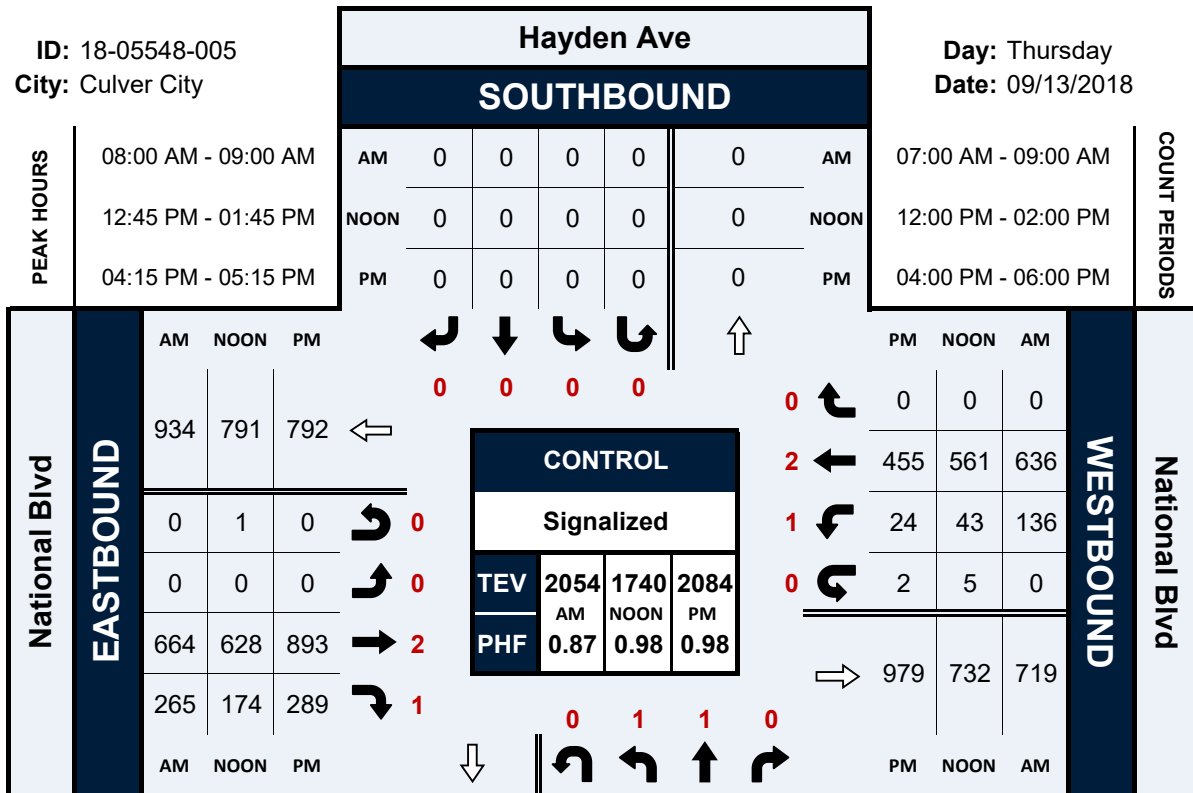 ID: 18-05548-005
City: Culver City
Hayden Ave
SOUTHBOUND
Day: Thursday
Date: 09/13/2018
PEAK HOURS
08:00 AM - 09:00 AM
12:45 PM - 01:45 PM
04:15 PM - 05:15 PM
AM 0 0 0 0 0 AM
NOON 0 0 0 0 0 NOON
PM 0 0 0 0 0 PM
07:00 AM - 09:00 AM
12:00 PM - 02:00 PM
04:00 PM - 06:00 PM
COUNT PERIODS
0 0 0 0
National Blvd
EASTBOUND
AM NOON PM
934 791 792
0 1 0 0
0 0 0 0
664 628 893 2
265 174 289 1
AM NOON PM
CONTROL
Signalized
TEV 2054 1740 2084
AM NOON PM
PHF 0.87 0.98 0.98
0 1 1 0
PM NOON AM
0 0 0 0
2 455 561 636
1 24 43 136
0 2 5 0
979 732 719
PM NOON AM
WESTBOUND
National Blvd